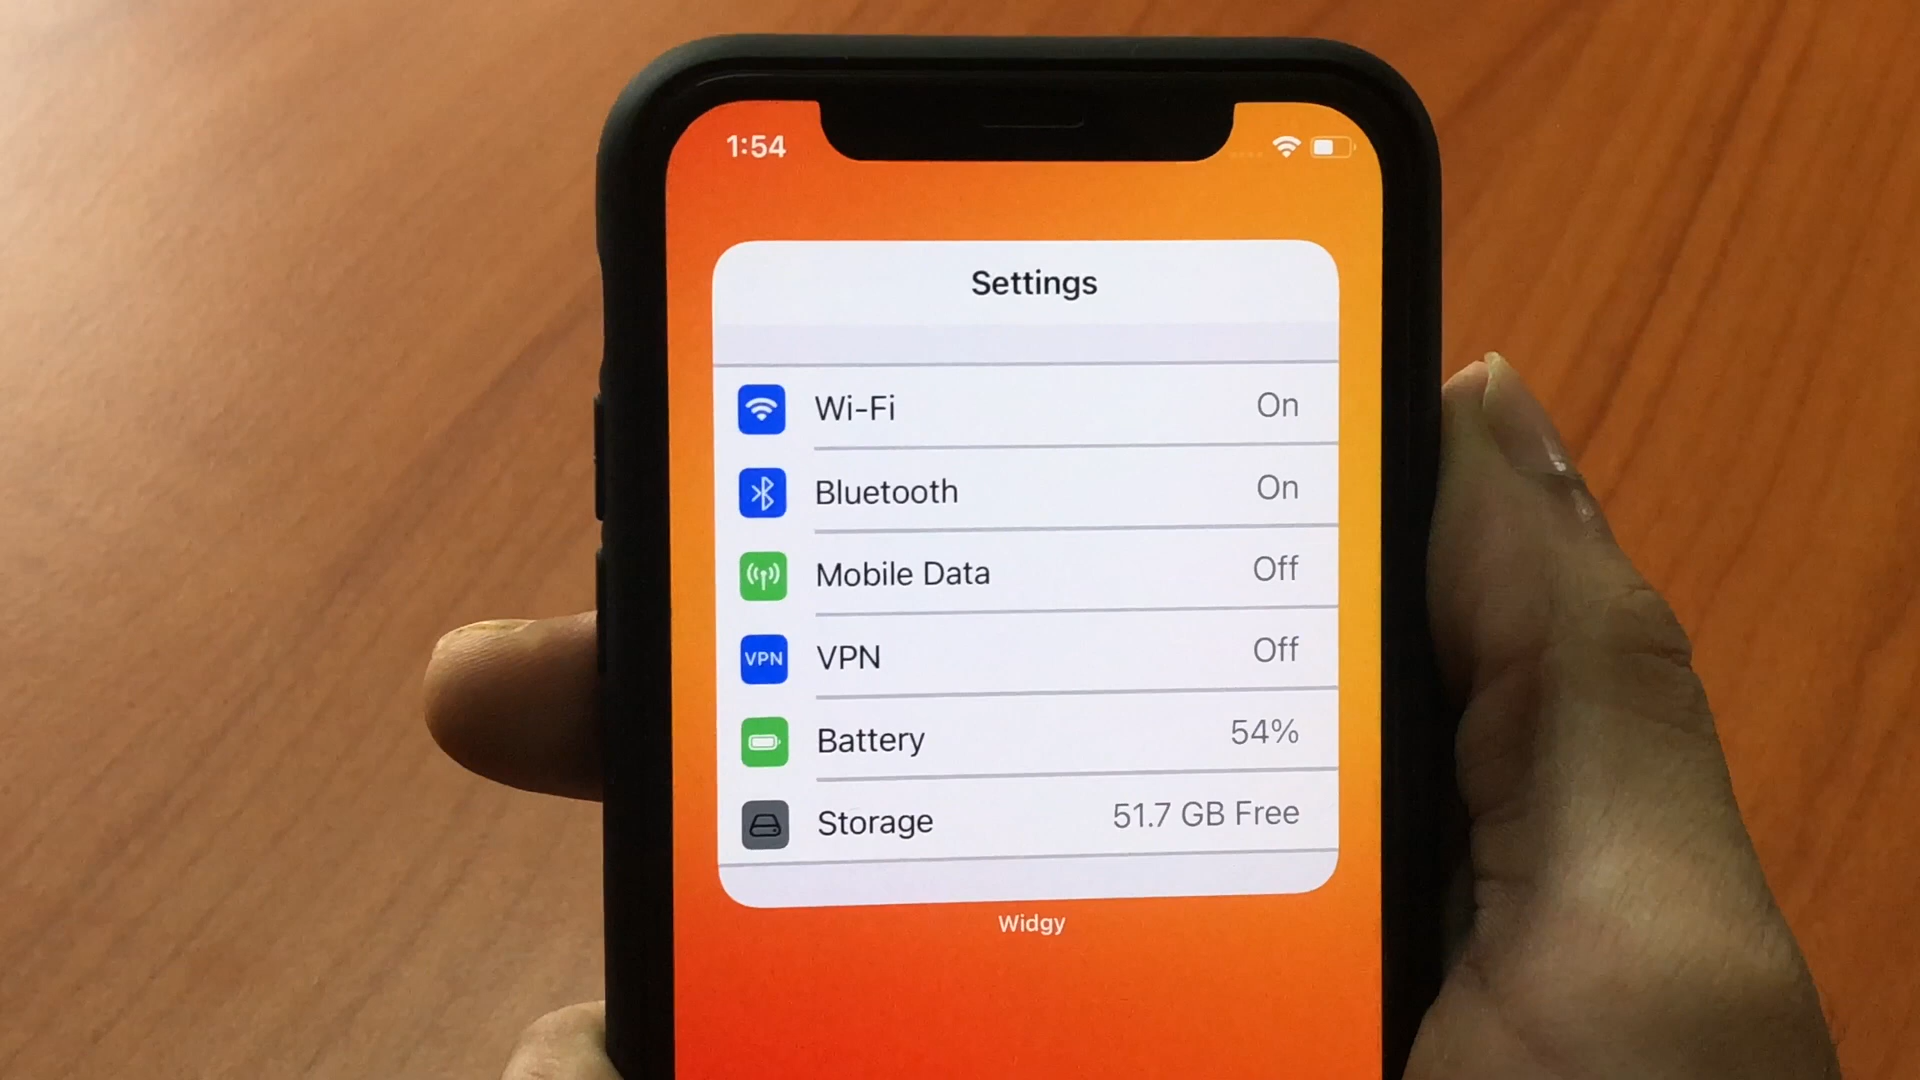 1:54
Settings
Wi-Fi On
Bluetooth On
Mobile Data Off
VPN VPN Off
Battery 54%
Storage 51.7 GB Free
Widgy